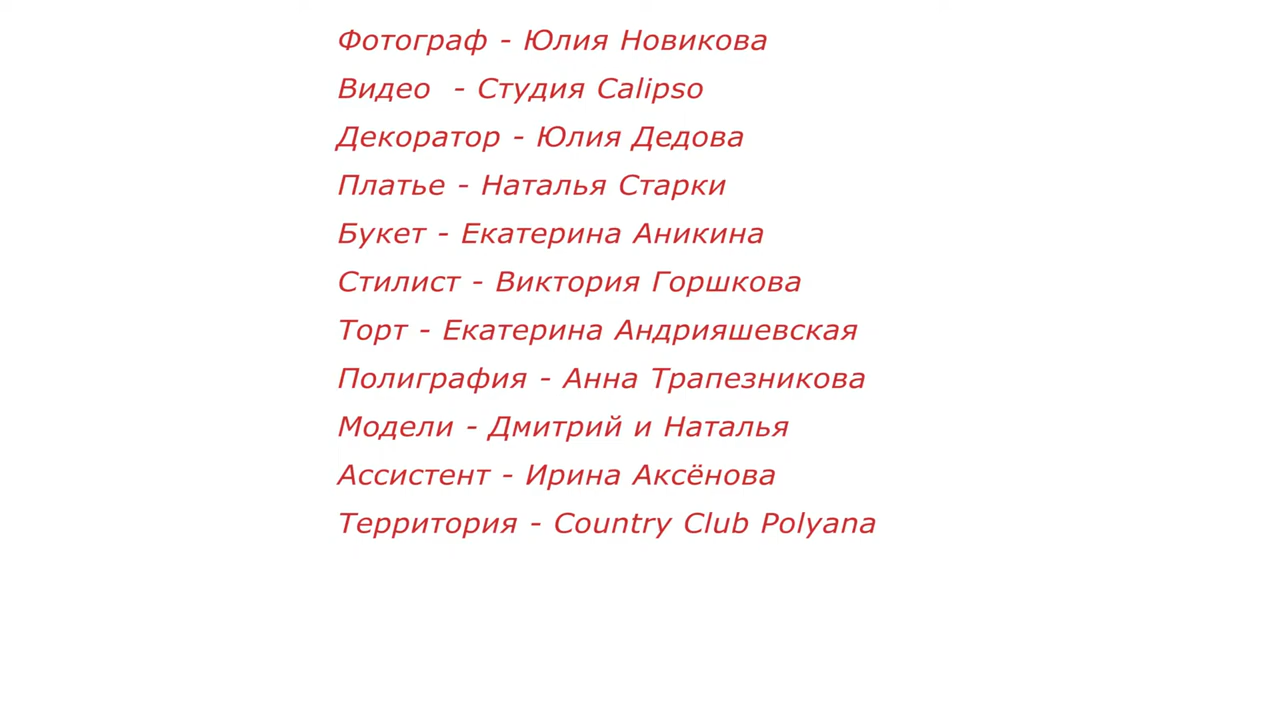 Фотограф - Юлия Новикова
Видео  - Студия Calipso
Декоратор - Юлия Дедова
Платье - Наталья Старки
Букет - Екатерина Аникина
Стилист - Виктория Горшкова
Торт - Екатерина Андрияшевская
Полиграфия - Анна Трапезникова
Модели - Дмитрий и Наталья
Ассистент - Ирина Аксёнова
Территория - Country Club Polyana